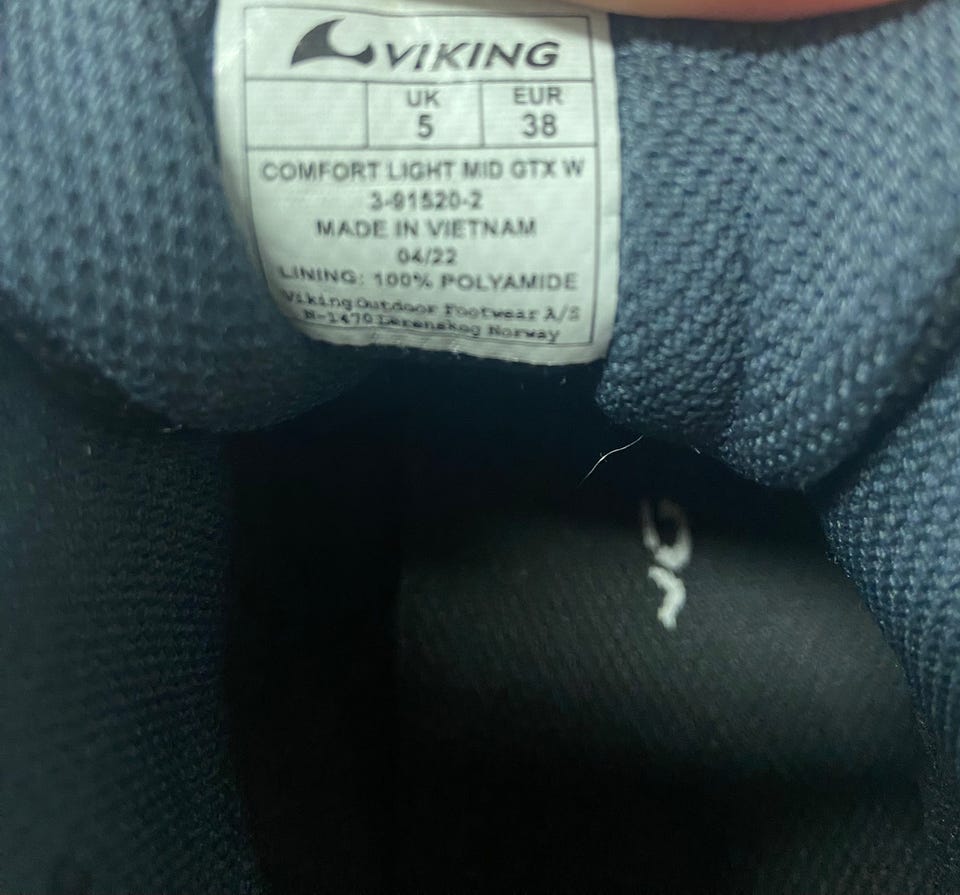 VIKING
UK EUR
5 38
COMFORT LIGHT MID GTX W
3-91520-2
MADE IN VIETNAM
04/22
LINING: 100% POLYAMIDE
Viking Outdoor Footwear A/S
N-1470 Lørenskog Norway